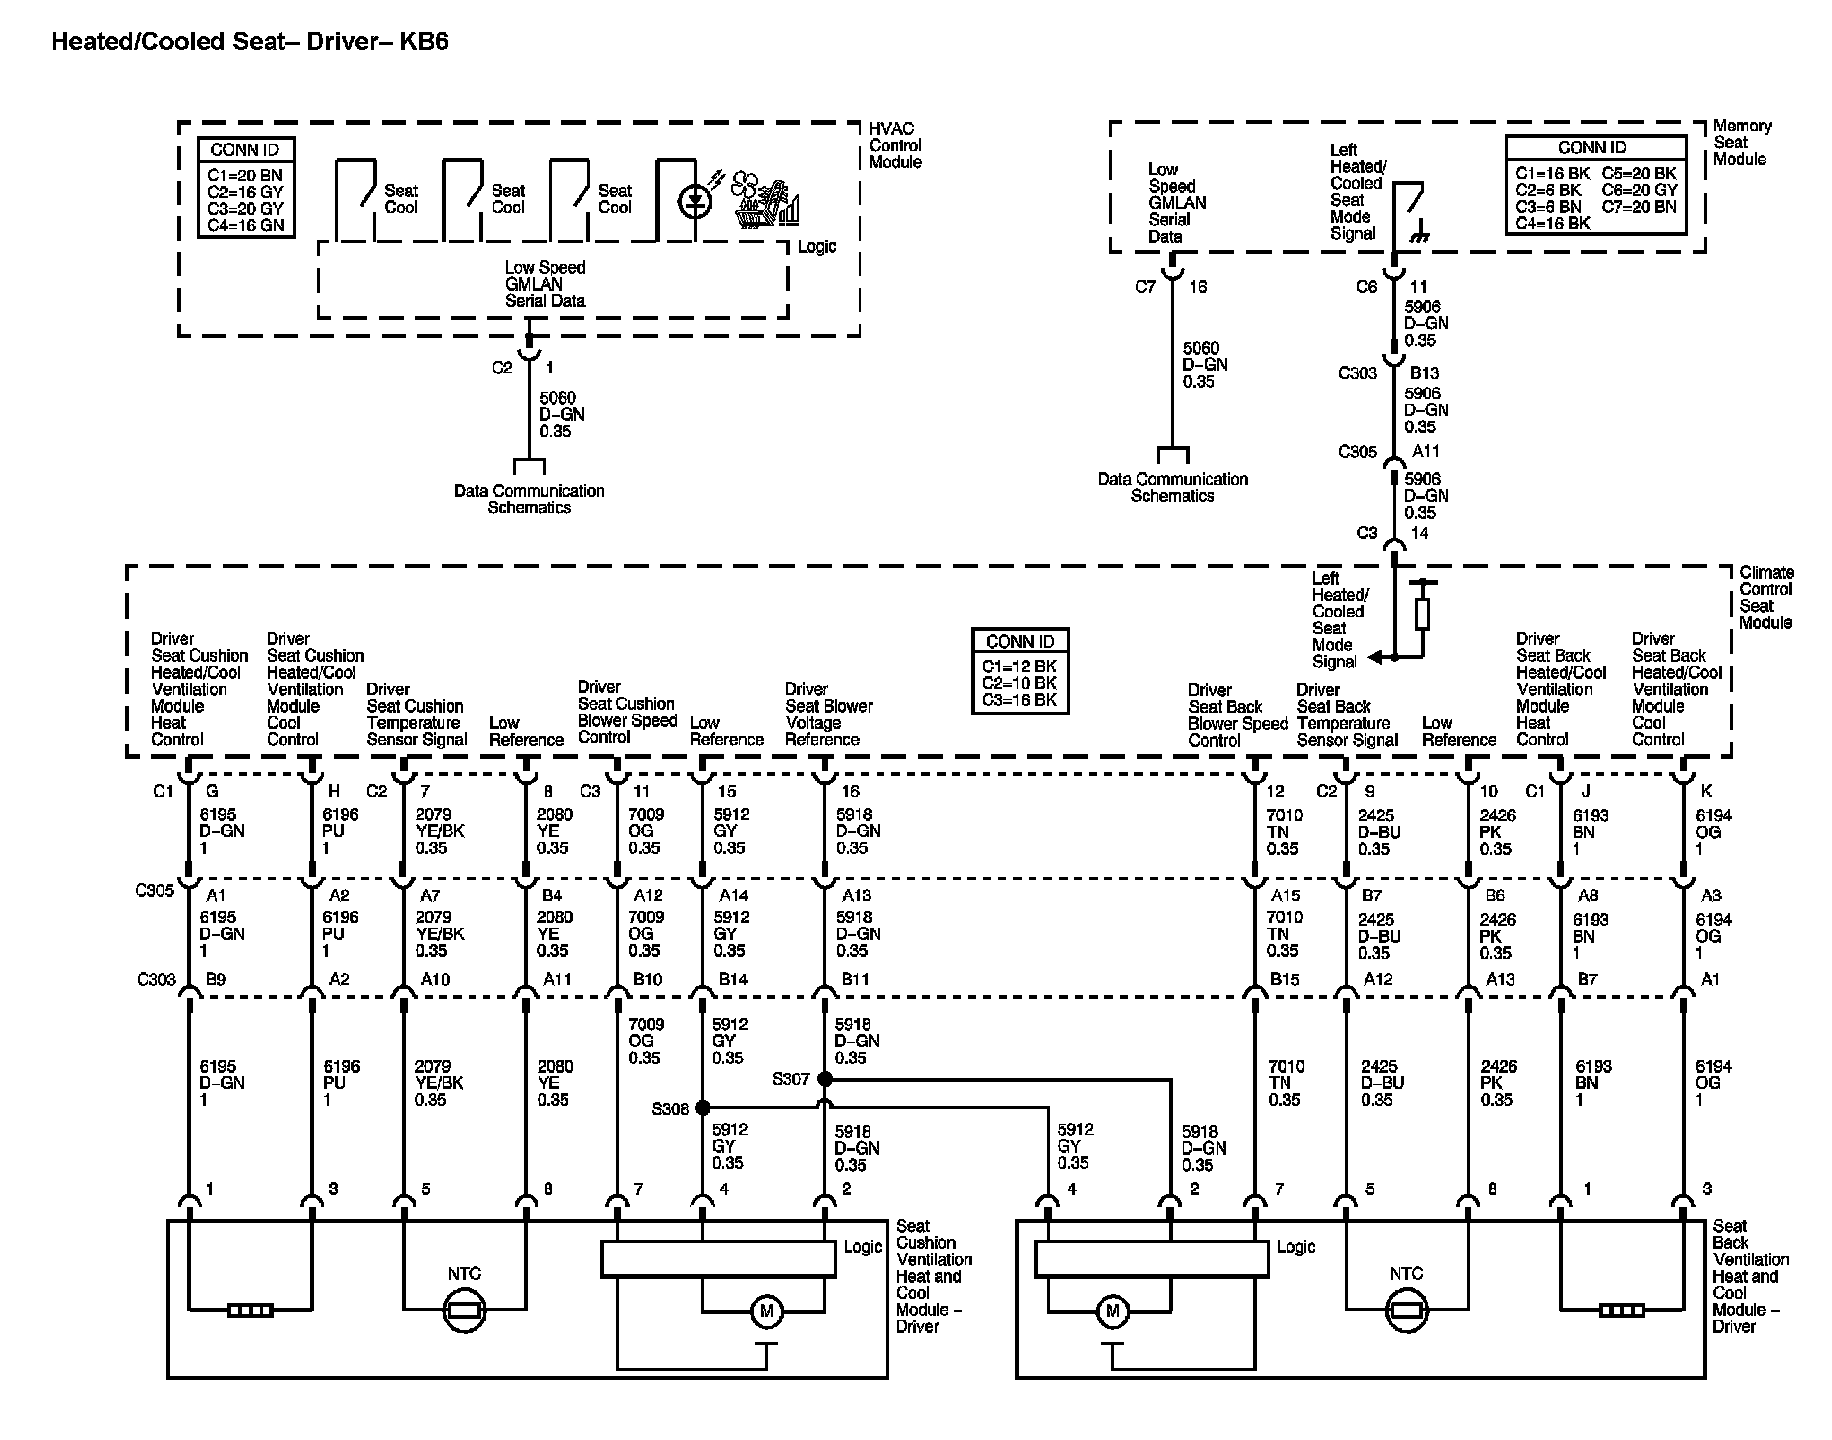 Heated/Cooled Seat– Driver– KB6
HVAC
Control
Module
CONN ID
C1=20 BN
C2=16 GY
C3=20 GY
C4=16 GN
Seat
Cool
Seat
Cool
Seat
Cool
Logic
Low Speed
GMLAN
Serial Data
C2 1
5060
D–GN
0.35
Data Communication
Schematics
Memory
Seat
Module
Low
Speed
GMLAN
Serial
Data
Left
Heated/
Cooled
Seat
Mode
Signal
CONN ID
C1=16 BK C5=20 BK
C2=6 BK C6=20 GY
C3=6 BN C7=20 BN
C4=16 BK
C7 16
5060
D–GN
0.35
Data Communication
Schematics
C6 11
5906
D–GN
0.35
C303 B13
5906
D–GN
0.35
C305 A11
5906
D–GN
0.35
C3 14
Climate
Control
Seat
Module
Left
Heated/
Cooled
Seat
Mode
Signal
CONN ID
C1=12 BK
C2=10 BK
C3=16 BK
Driver
Seat Cushion
Heated/Cool
Ventilation
Module
Heat
Control
Driver
Seat Cushion
Heated/Cool
Ventilation
Module
Cool
Control
Driver
Seat Cushion
Temperature
Sensor Signal
Low
Reference
Driver
Seat Cushion
Blower Speed
Control
Low
Reference
Driver
Seat Blower
Voltage
Reference
Driver
Seat Back
Blower Speed
Control
Driver
Seat Back
Temperature
Sensor Signal
Low
Reference
Driver
Seat Back
Heated/Cool
Ventilation
Module
Heat
Control
Driver
Seat Back
Heated/Cool
Ventilation
Module
Cool
Control
C1 G H C2 7 8 C3 11 15 16 12 C2 9 10 C1 J K
6195 6196 2079 2080 7009 5912 5918 7010 2425 2426 6193 6194
D–GN PU YE/BK YE OG GY D–GN TN D–BU PK BN OG
1 1 0.35 0.35 0.35 0.35 0.35 0.35 0.35 0.35 1 1
C305 A1 A2 A7 B4 A12 A14 A13 A15 B7 B6 A8 A3
6195 6196 2079 2080 7009 5912 5918 7010 2425 2426 6193 6194
D–GN PU YE/BK YE OG GY D–GN TN D–BU PK BN OG
1 1 0.35 0.35 0.35 0.35 0.35 0.35 0.35 0.35 1 1
C303 B9 A2 A10 A11 B10 B14 B11 B15 A12 A13 B7 A1
7009 5912 5918
OG GY D–GN
0.35 0.35 0.35
6195 6196 2079 2080 7010 2425 2426 6193 6194
D–GN PU YE/BK YE TN D–BU PK BN OG
1 1 0.35 0.35 0.35 0.35 0.35 1 1
S307
S308
5912 5918 5912 5918
GY D–GN GY D–GN
0.35 0.35 0.35 0.35
1 3 5 8 7 4 2 4 2 7 5 8 1 3
Seat
Cushion
Ventilation
Heat and
Cool
Module –
Driver
Logic
NTC
M
Seat
Back
Ventilation
Heat and
Cool
Module –
Driver
Logic
M
NTC